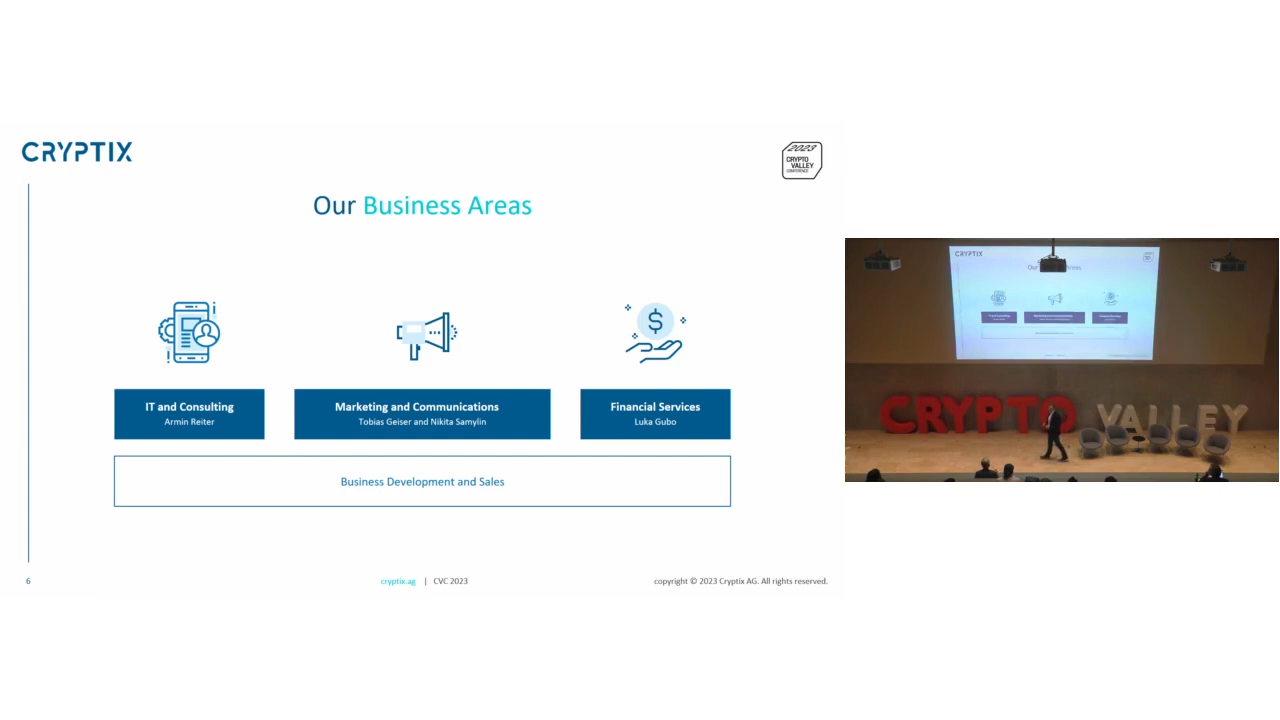 CRYPTIX
2023
CRYPTO
VALLEY
CONFERENCE
Our Business Areas
IT and Consulting
Armin Reiter
Marketing and Communications
Tobias Geiser and Nikita Samylin
Financial Services
Luka Gubo
Business Development and Sales
6
cryptix.ag | CVC 2023
copyright © 2023 Cryptix AG. All rights reserved.
CRYPTIX
CRYPTO VALLEY